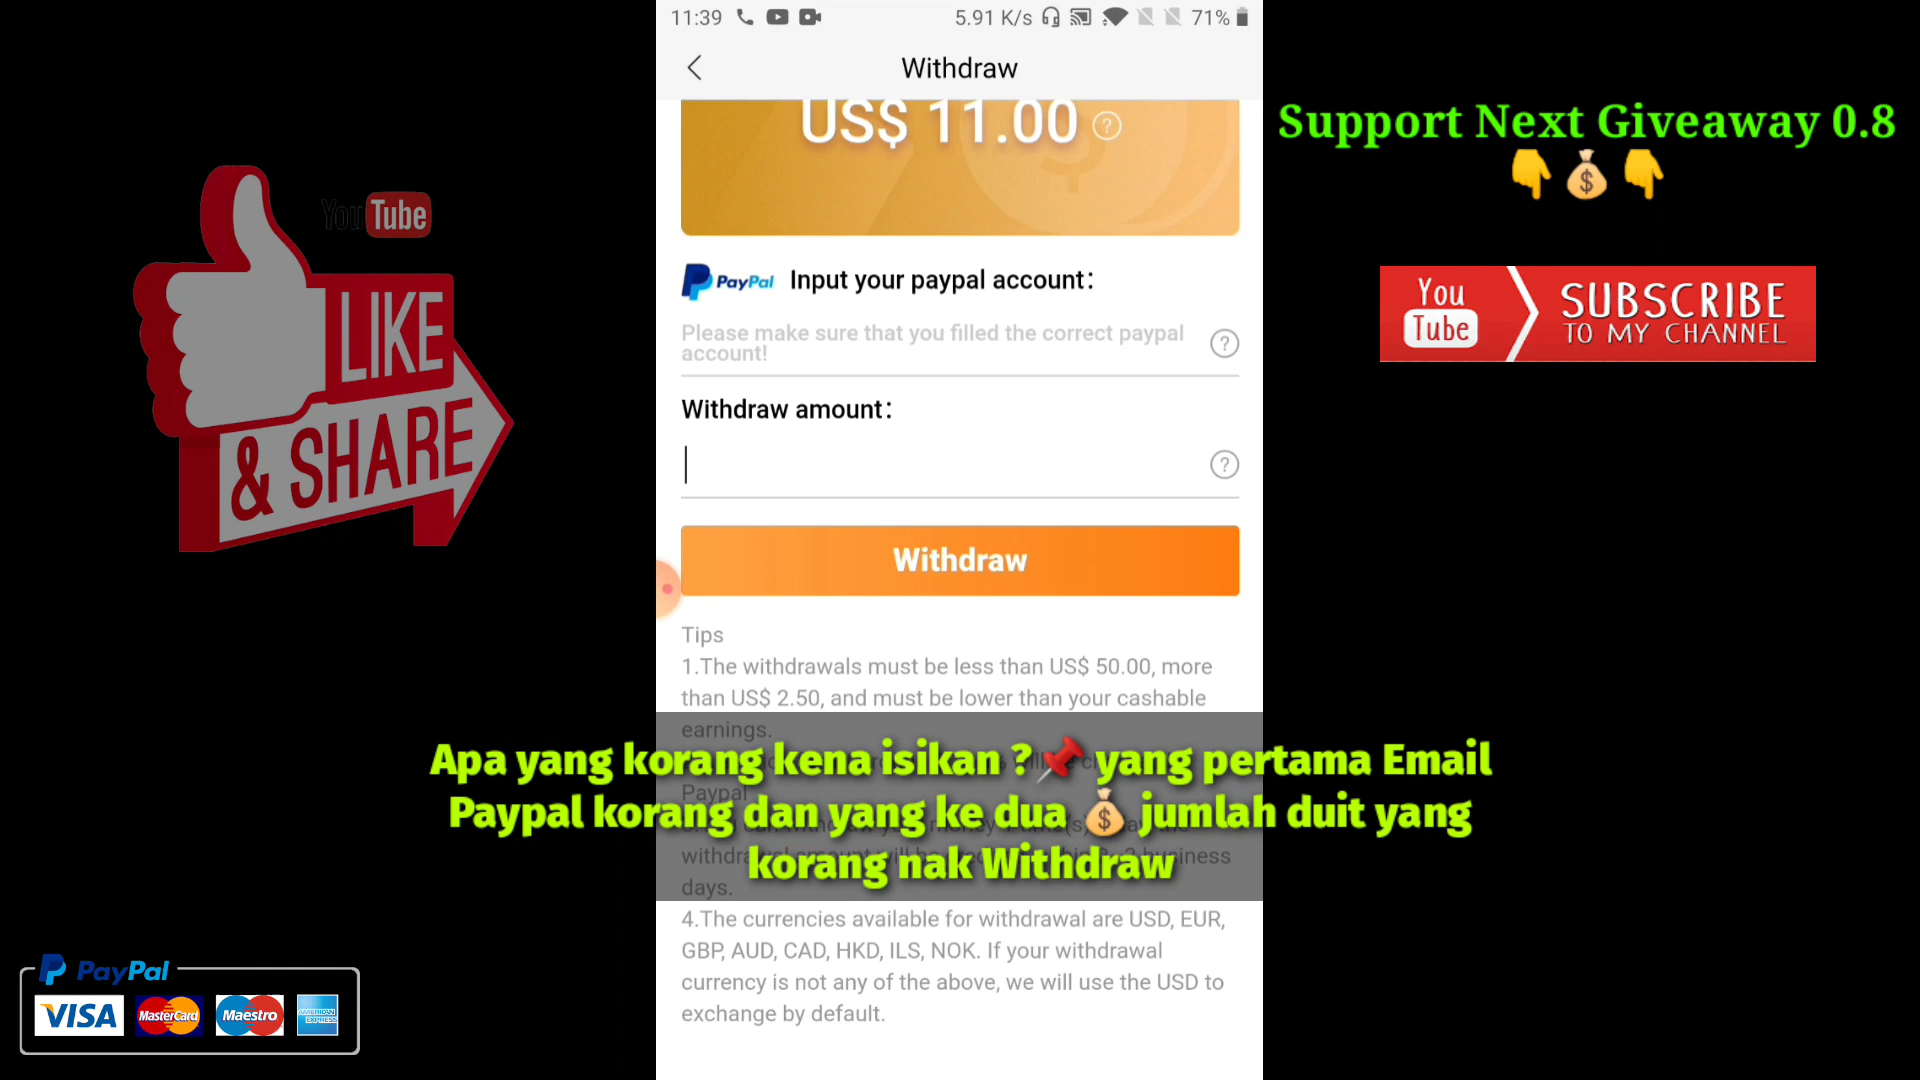 11:39 5.91 K/s 71%
Withdraw
US$ 11.00
Support Next Giveaway 0.8
YouTube
LIKE
& SHARE
You Tube SUBSCRIBE
TO MY CHANNEL
PayPal Input your paypal account:
Please make sure that you filled the correct paypal
account!
Withdraw amount:
Withdraw
Tips
1.The withdrawals must be less than US$ 50.00, more
than US$ 2.50, and must be lower than your cashable
earnings.
Apa yang korang kena isikan ?📌 yang pertama Email
Paypal
Paypal korang dan yang ke dua 💰 jumlah duit yang
business
korang nak Withdraw
days.
4.The currencies available for withdrawal are USD, EUR,
GBP, AUD, CAD, HKD, ILS, NOK. If your withdrawal
currency is not any of the above, we will use the USD to
exchange by default.
PayPal
VISA MasterCard Maestro AMERICAN EXPRESS